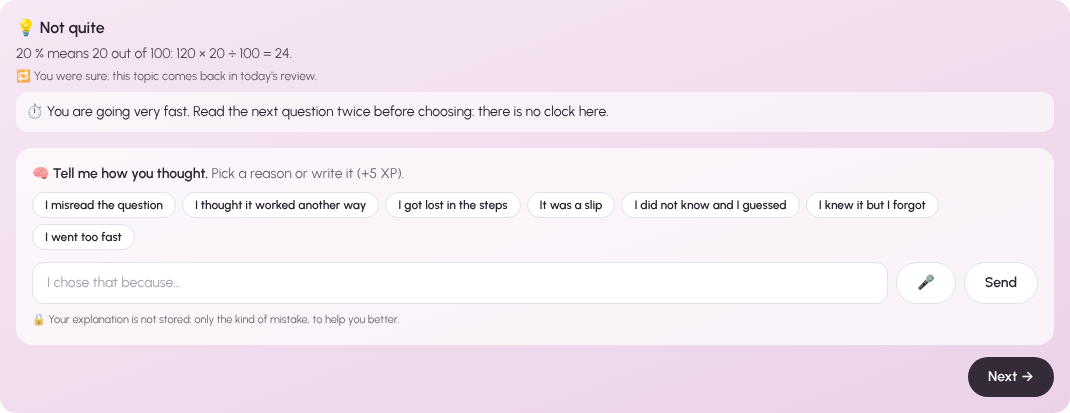 💡 Not quite
20 % means 20 out of 100: 120 × 20 ÷ 100 = 24.
🔁 You were sure: this topic comes back in today's review.
⏱️ You are going very fast. Read the next question twice before choosing: there is no clock here.
🧠 Tell me how you thought. Pick a reason or write it (+5 XP).
I misread the question I thought it worked another way I got lost in the steps It was a slip I did not know and I guessed I knew it but I forgot
I went too fast
I chose that because... 🎤 Send
🔒 Your explanation is not stored: only the kind of mistake, to help you better.
Next →